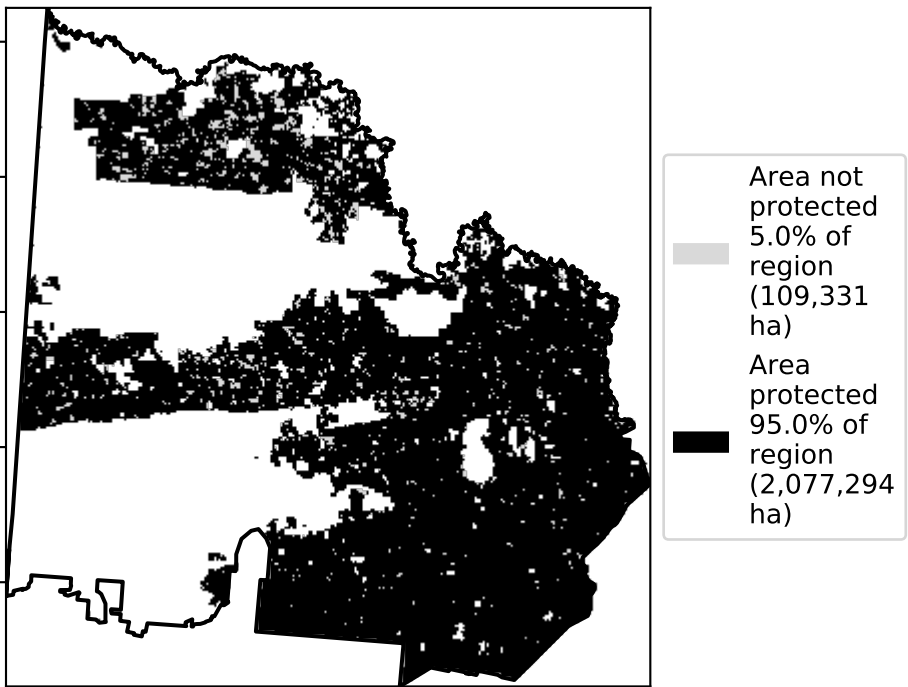 Area not
protected
5.0% of
region
(109,331
ha)
Area
protected
95.0% of
region
(2,077,294
ha)